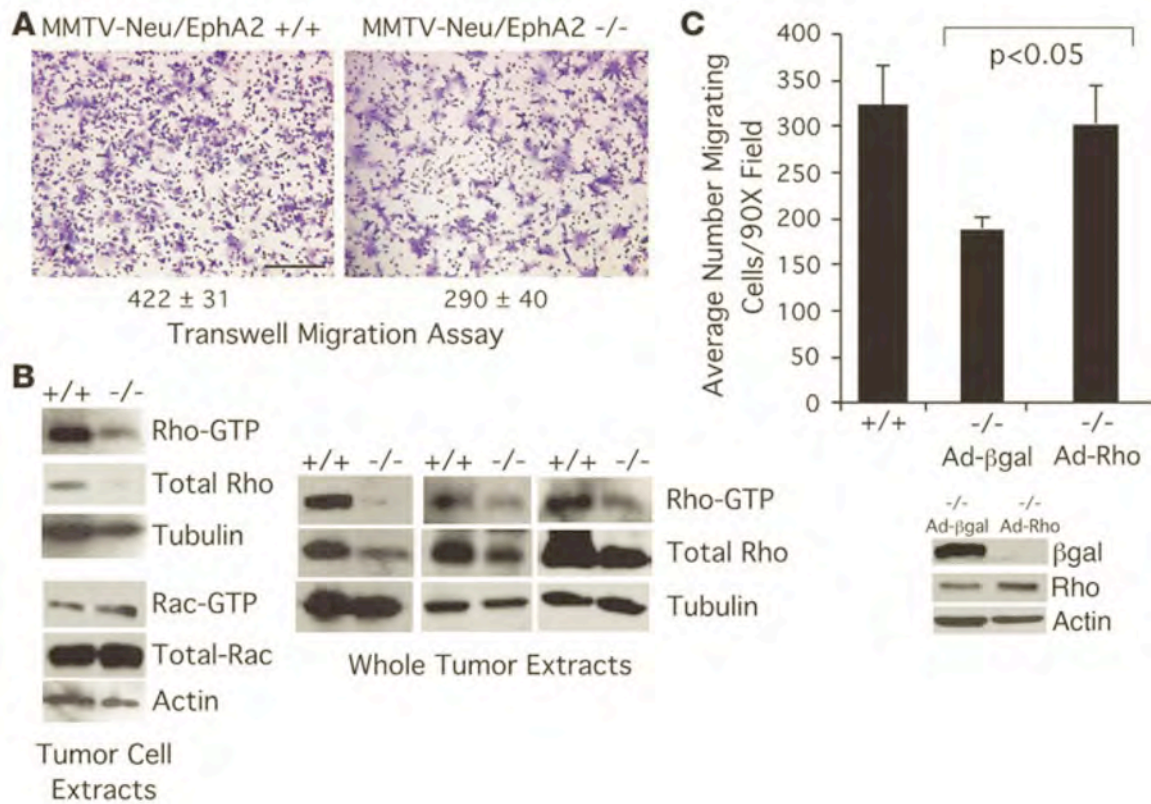 A
MMTV-Neu/EphA2 +/+ MMTV-Neu/EphA2 -/-
422 ± 31 290 ± 40
Transwell Migration Assay
B
+/+ -/-
Rho-GTP
Total Rho
Tubulin
Rac-GTP
Total-Rac
Actin
Tumor Cell
Extracts
+/+ -/- +/+ -/- +/+ -/-
Rho-GTP
Total Rho
Tubulin
Whole Tumor Extracts
C
Average Number Migrating
Cells/90X Field
400
350
300
250
200
150
100
50
0
p<0.05
+/+ -/- -/-
Ad-βgal Ad-Rho
-/- -/-
Ad-βgal Ad-Rho
βgal
Rho
Actin